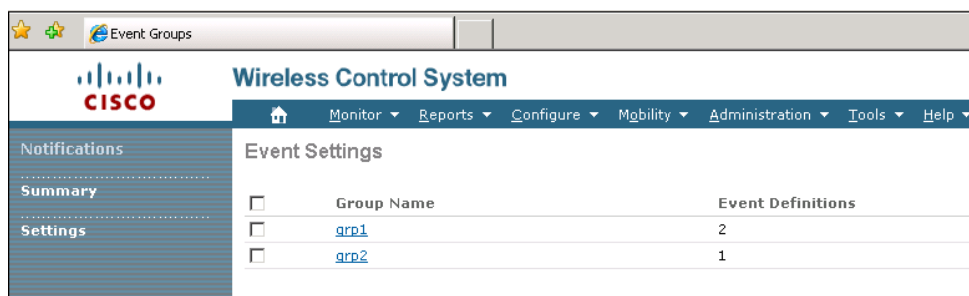 Event Groups
CISCO
Wireless Control System
Monitor Reports Configure Mobility Administration Tools Help
Notifications
Event Settings
Summary
Group Name Event Definitions
Settings
grp1 2
grp2 1